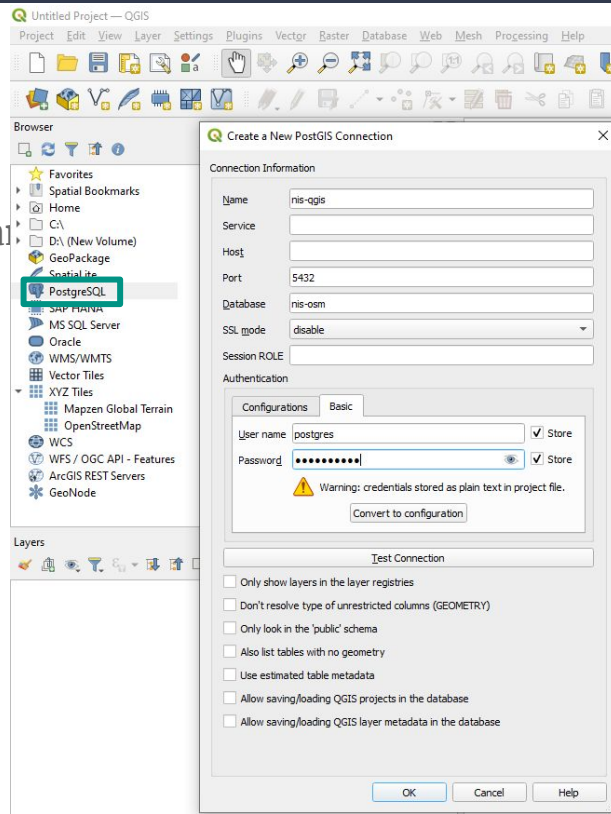 Untitled Project — QGIS
Project Edit View Layer Settings Plugins Vector Raster Database Web Mesh Processing Help
Browser
Favorites
Spatial Bookmarks
Home
C:\
D:\ (New Volume)
GeoPackage
SpatiaLite
PostgreSQL
SAP HANA
MS SQL Server
Oracle
WMS/WMTS
Vector Tiles
XYZ Tiles
Mapzen Global Terrain
OpenStreetMap
WCS
WFS / OGC API - Features
ArcGIS REST Servers
GeoNode
Layers
Create a New PostGIS Connection
Connection Information
Name nis-qgis
Service
Host
Port 5432
Database nis-osm
SSL mode disable
Session ROLE
Authentication
Configurations Basic
User name postgres Store
Password ●●●●●●●●●● Store
Warning: credentials stored as plain text in project file.
Convert to configuration
Test Connection
Only show layers in the layer registries
Don't resolve type of unrestricted columns (GEOMETRY)
Only look in the 'public' schema
Also list tables with no geometry
Use estimated table metadata
Allow saving/loading QGIS projects in the database
Allow saving/loading QGIS layer metadata in the database
OK Cancel Help